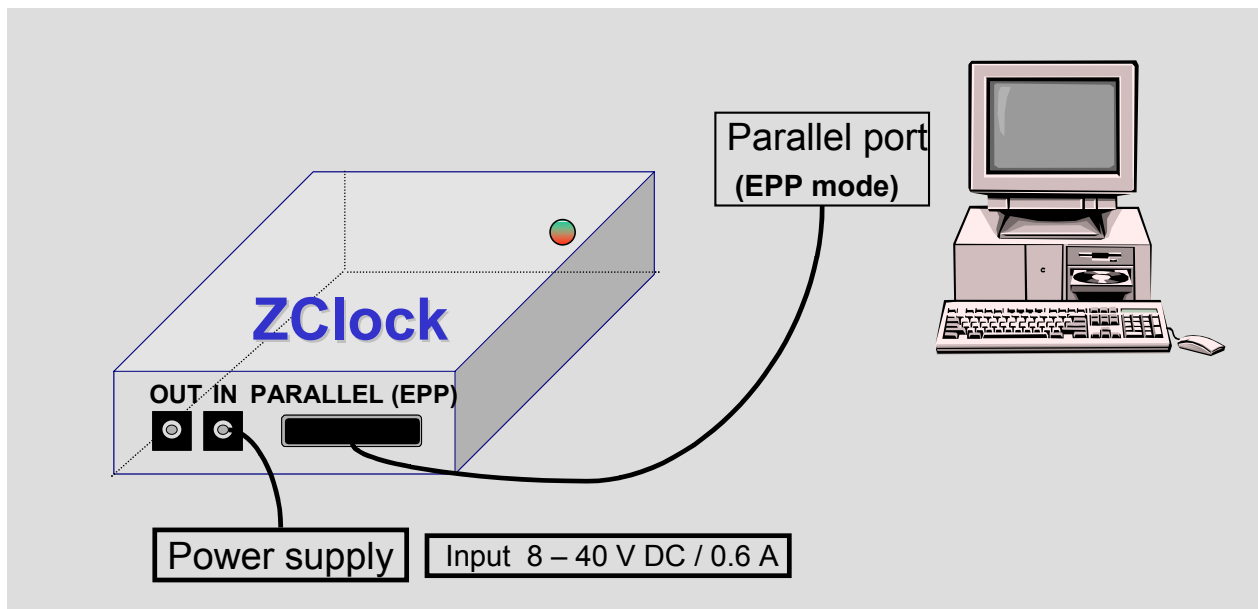 Parallel port
(EPP mode)
ZClock
OUT IN PARALLEL (EPP)
Power supply
Input 8 – 40 V DC / 0.6 A